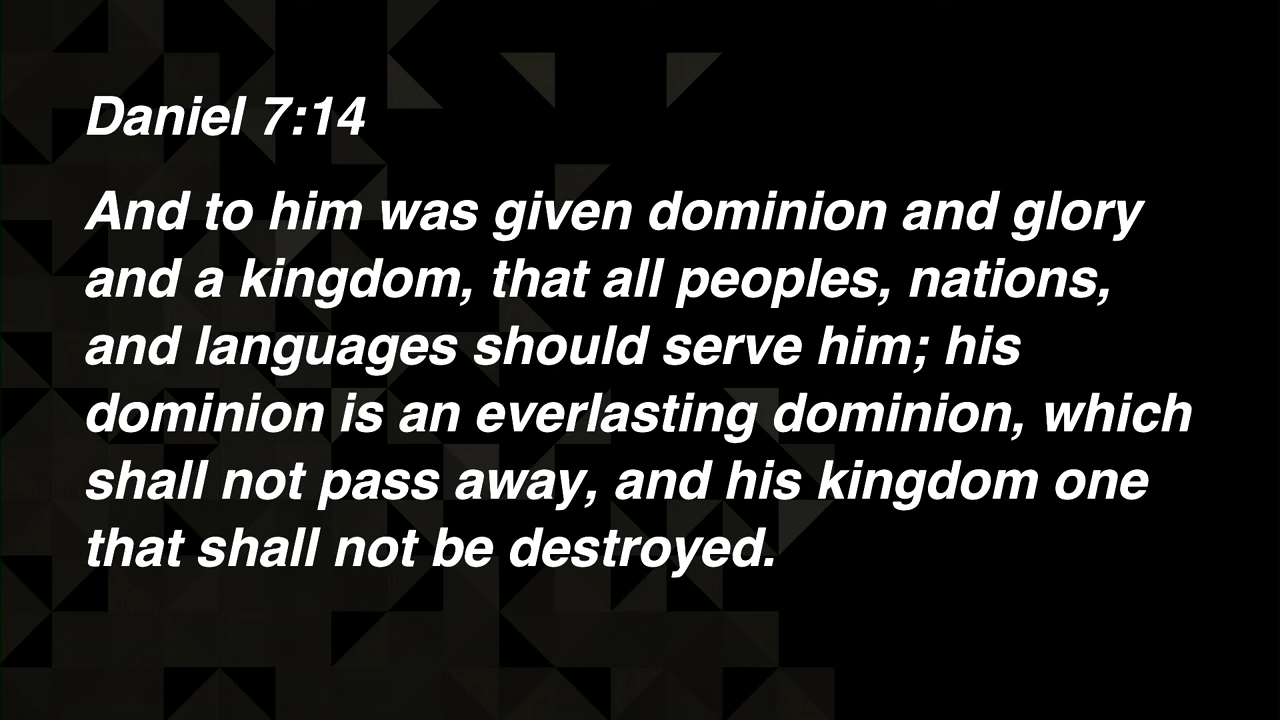 Daniel 7:14
And to him was given dominion and glory
and a kingdom, that all peoples, nations,
and languages should serve him; his
dominion is an everlasting dominion, which
shall not pass away, and his kingdom one
that shall not be destroyed.